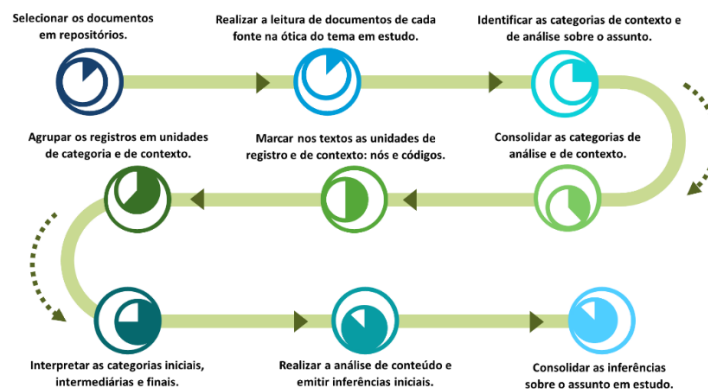 Selecionar os documentos
em repositórios.
Realizar a leitura de documentos de cada
fonte na ótica do tema em estudo.
Identificar as categorias de contexto e
de análise sobre o assunto.
Consolidar as categorias de
análise e de contexto.
Marcar nos textos as unidades de
registro e de contexto: nós e códigos.
Agrupar os registros em unidades
de categoria e de contexto.
Interpretar as categorias iniciais,
intermediárias e finais.
Realizar a análise de conteúdo e
emitir inferências iniciais.
Consolidar as inferências
sobre o assunto em estudo.